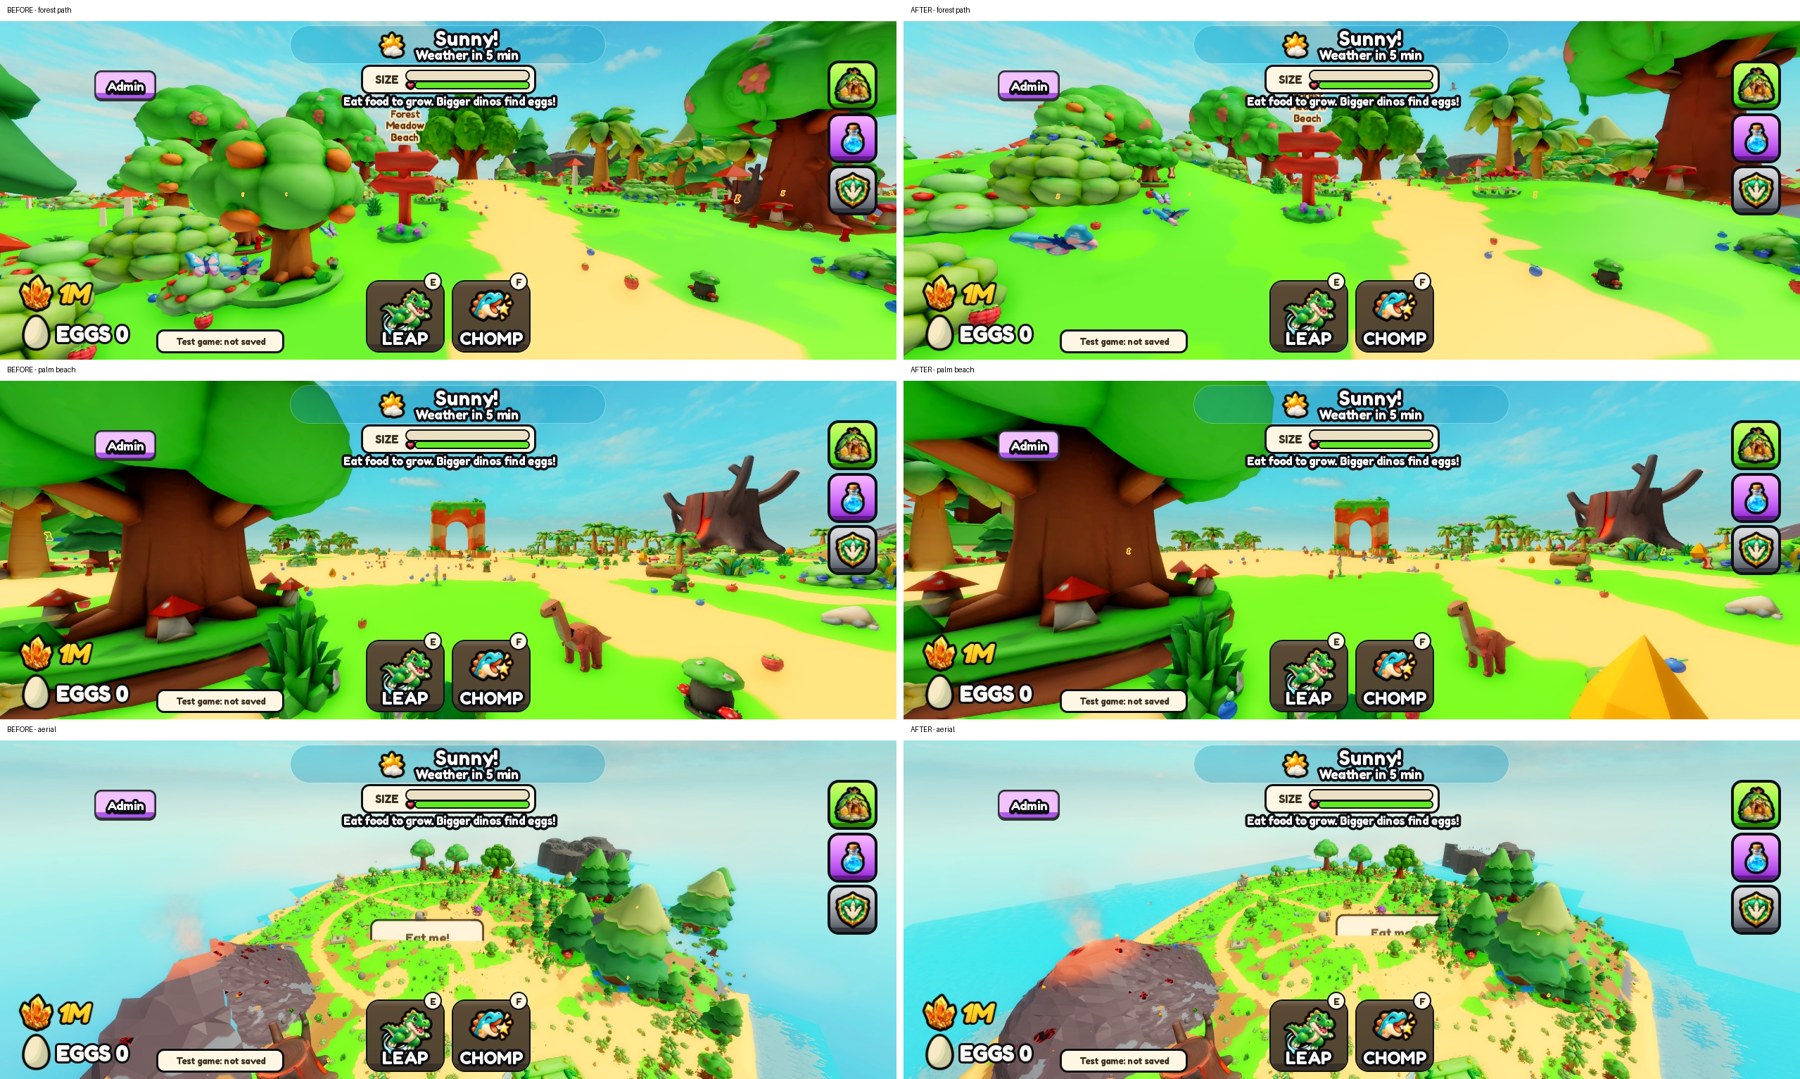 BEFORE - forest path
Sunny!
Weather in 5 min
SIZE
Eat food to grow. Bigger dinos find eggs!
Admin
Forest
Meadow
Beach
1M
EGGS 0
Test game: not saved
E
LEAP
F
CHOMP
AFTER - forest path
Sunny!
Weather in 5 min
SIZE
Eat food to grow. Bigger dinos find eggs!
Admin
Beach
1M
EGGS 0
Test game: not saved
E
LEAP
F
CHOMP
BEFORE - palm beach
Sunny!
Weather in 5 min
SIZE
Eat food to grow. Bigger dinos find eggs!
Admin
1M
EGGS 0
Test game: not saved
E
LEAP
F
CHOMP
AFTER - palm beach
Sunny!
Weather in 5 min
SIZE
Eat food to grow. Bigger dinos find eggs!
Admin
1M
EGGS 0
Test game: not saved
E
LEAP
F
CHOMP
BEFORE - aerial
Sunny!
Weather in 5 min
SIZE
Eat food to grow. Bigger dinos find eggs!
Admin
Eat me!
1M
EGGS 0
Test game: not saved
E
LEAP
F
CHOMP
AFTER - aerial
Sunny!
Weather in 5 min
SIZE
Eat food to grow. Bigger dinos find eggs!
Admin
Eat me
1M
EGGS 0
Test game: not saved
E
LEAP
F
CHOMP